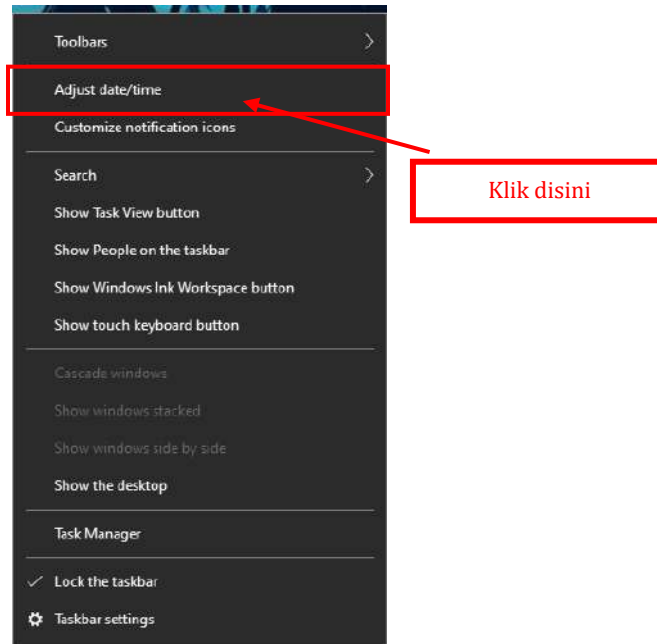 Toolbars
Adjust date/time
Customize notification icons
Search
Klik disini
Show Task View button
Show People on the taskbar
Show Windows Ink Workspace button
Show touch keyboard button
Cascade windows
Show windows stacked
Show windows side by side
Show the desktop
Task Manager
Lock the taskbar
Taskbar settings